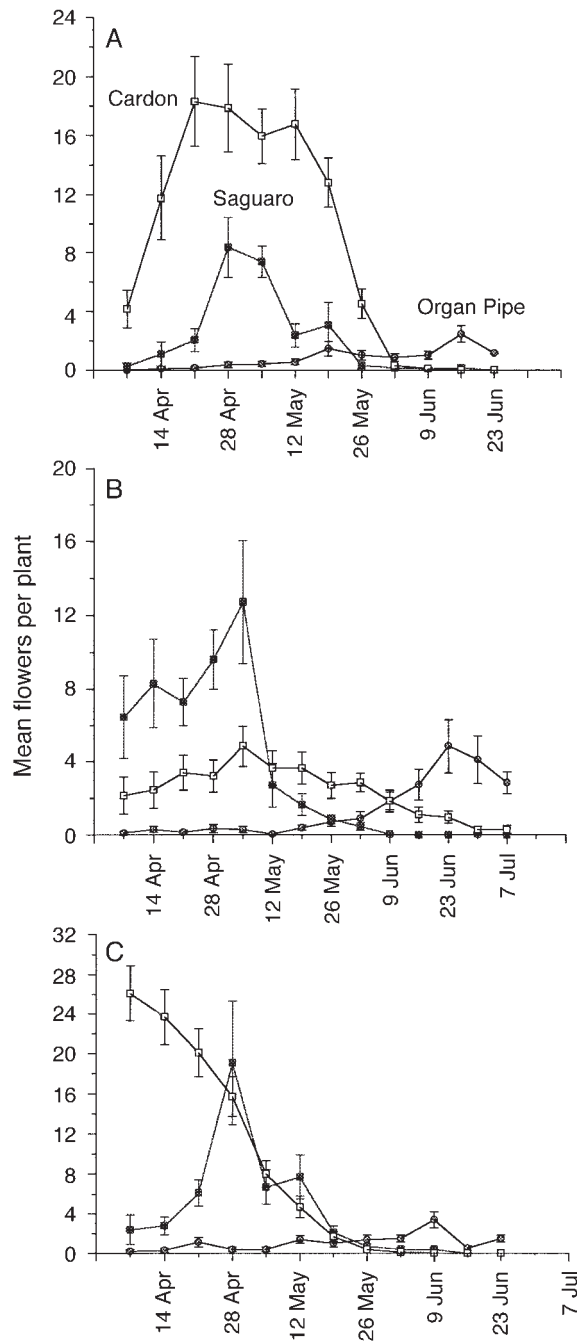 A
24
20
16
12
8
4
0
Cardon
Saguaro
Organ Pipe
14 Apr
28 Apr
12 May
26 May
9 Jun
23 Jun
Mean flowers per plant
B
20
16
12
8
4
0
14 Apr
28 Apr
12 May
26 May
9 Jun
23 Jun
7 Jul
C
32
28
24
20
16
12
8
4
0
14 Apr
28 Apr
12 May
26 May
9 Jun
23 Jun
7 Jul